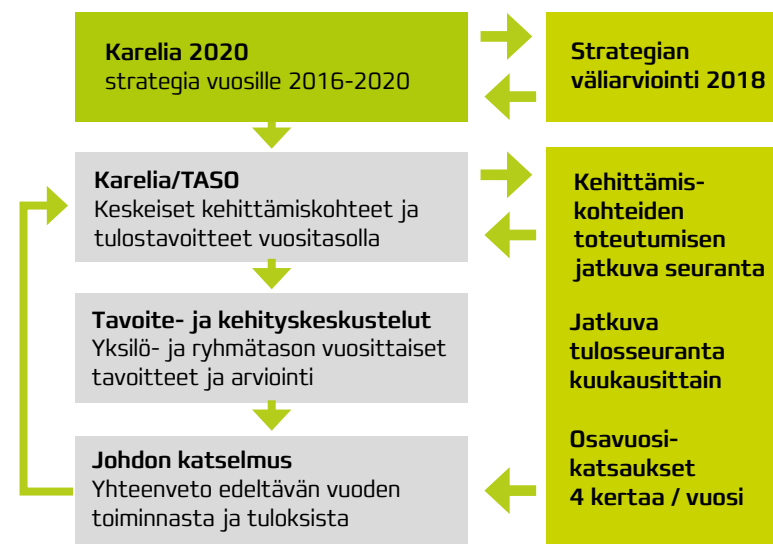 Karelia 2020
strategia vuosille 2016-2020
Strategian
väliarviointi 2018
Karelia/TASO
Keskeiset kehittämiskohteet ja
tulostavoitteet vuositasolla
Tavoite- ja kehityskeskustelut
Yksilö- ja ryhmätason vuosittaiset
tavoitteet ja arviointi
Johdon katselmus
Yhteenveto edeltävän vuoden
toiminnasta ja tuloksista
Kehittämis-
kohteiden
toteutumisen
jatkuva seuranta
Jatkuva
tulosseuranta
kuukausittain
Osavuosi-
katsaukset
4 kertaa / vuosi